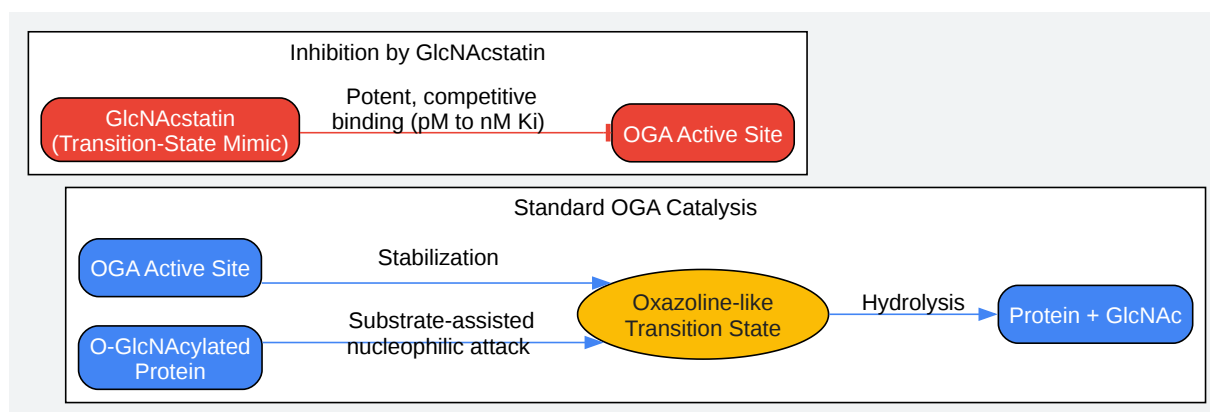 Inhibition by GlcNAcstatin
GlcNAcstatin
(Transition-State Mimic)
Potent, competitive
binding (pM to nM Ki)
OGA Active Site
Standard OGA Catalysis
OGA Active Site
Stabilization
O-GlcNAcylated
Protein
Substrate-assisted
nucleophilic attack
Oxazoline-like
Transition State
Hydrolysis
Protein + GlcNAc